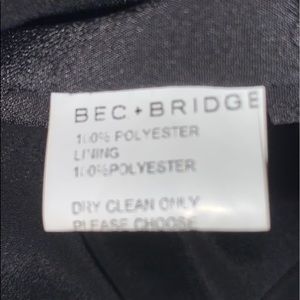 BEC + BRIDGE
100% POLYESTER
LINING
100%POLYESTER
DRY CLEAN ONLY
PLEASE CHOOSE